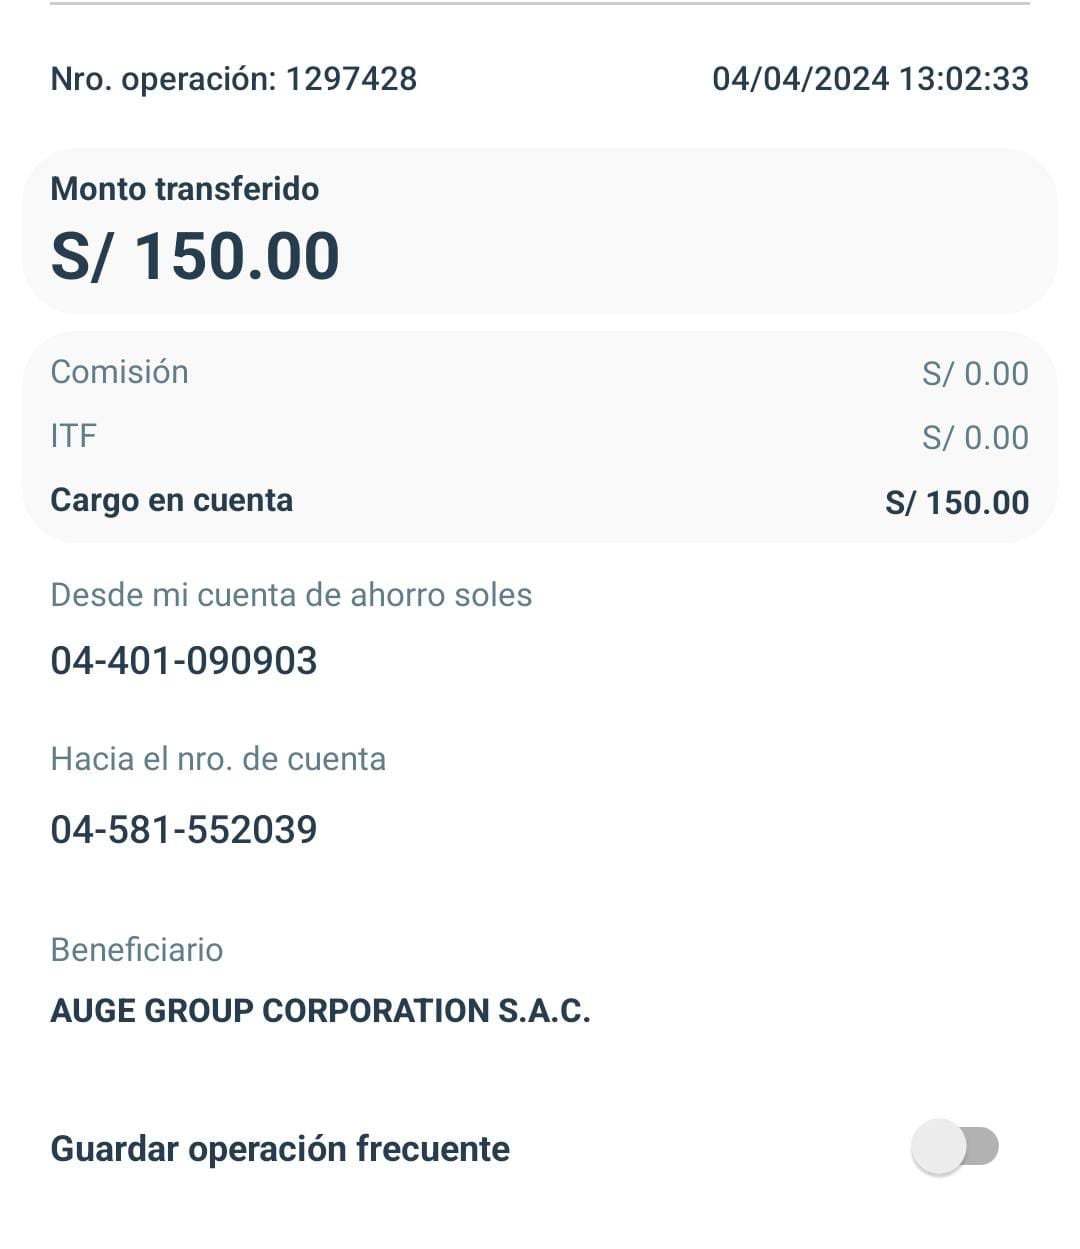 Nro. operación: 1297428 04/04/2024 13:02:33
Monto transferido
S/ 150.00
Comisión S/ 0.00
ITF S/ 0.00
Cargo en cuenta S/ 150.00
Desde mi cuenta de ahorro soles
04-401-090903
Hacia el nro. de cuenta
04-581-552039
Beneficiario
AUGE GROUP CORPORATION S.A.C.
Guardar operación frecuente